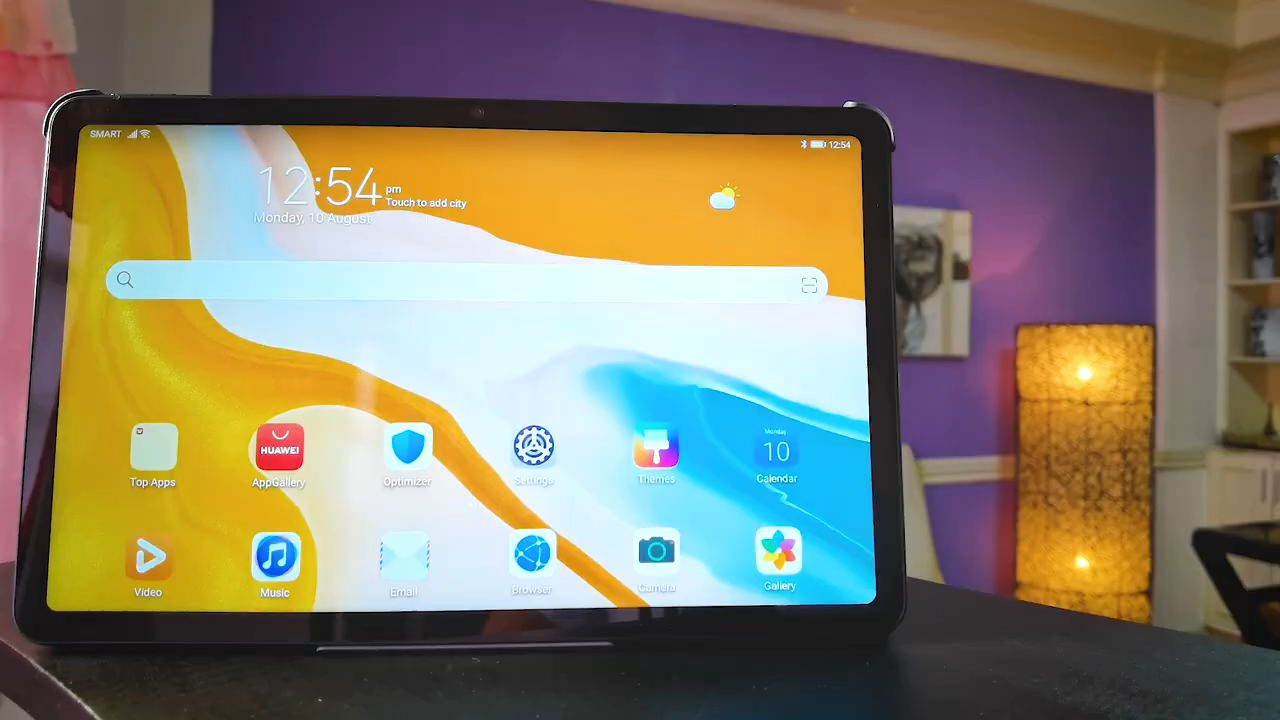 SMART
12:54
12:54 pm
Touch to add city
Monday, 10 August
Top Apps
HUAWEI
AppGallery
Optimizer
Settings
Themes
Monday
10
Calendar
Video
Music
Email
Browser
Camera
Gallery